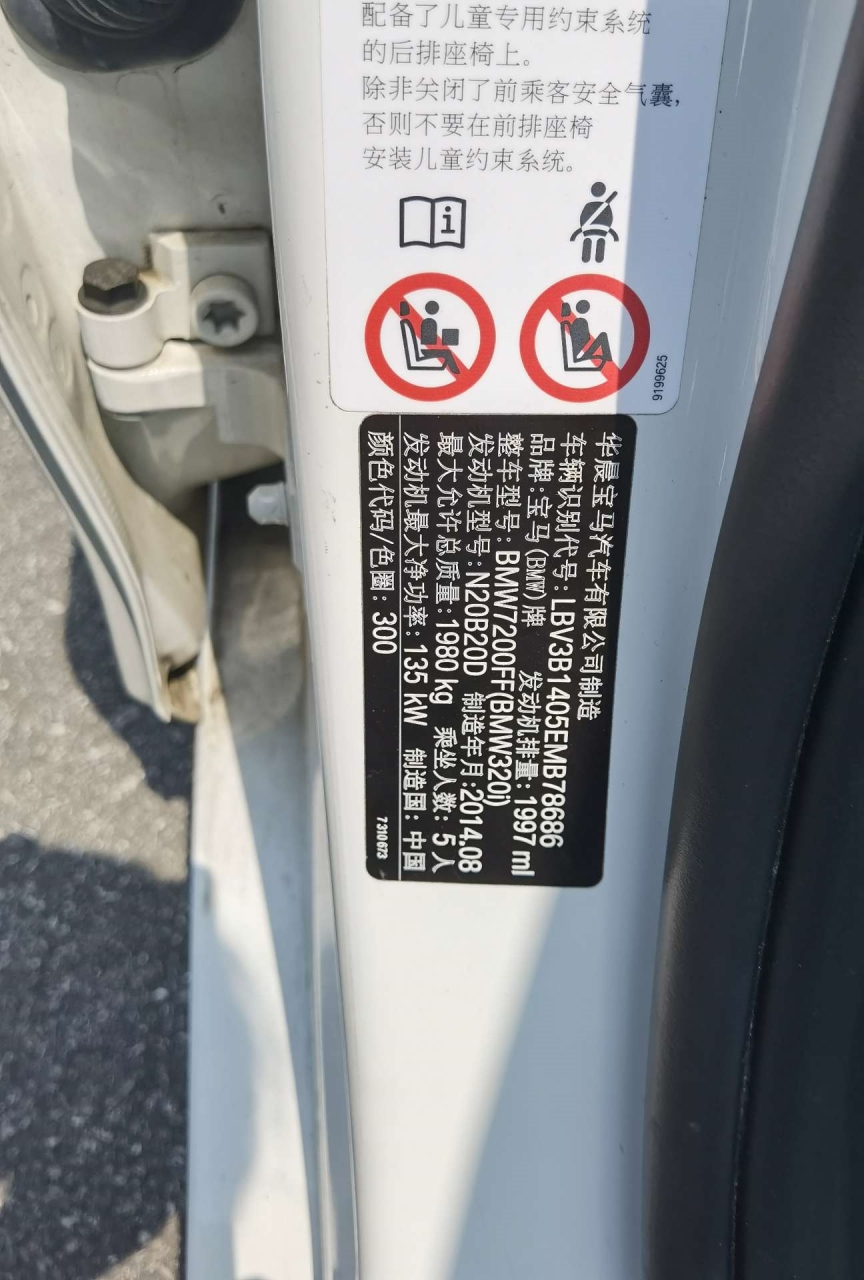 配备了儿童专用约束系统
的后排座椅上。
除非关闭了前乘客安全气囊，
否则不要在前排座椅
安装儿童约束系统。
i
9199625
华晨宝马汽车有限公司制造
车辆识别代号:LBV3B1405EMB78686
品牌:宝马(BMW)牌 发动机排量:1997 ml
整车型号:BMW7200FF(BMW320i)
发动机型号:N20B20D 制造年月:2014.08
最大允许总质量:1980 kg 乘坐人数: 5 人
发动机最大净功率: 135 kW 制造国: 中国
颜色代码/色圈: 300
7 310 673